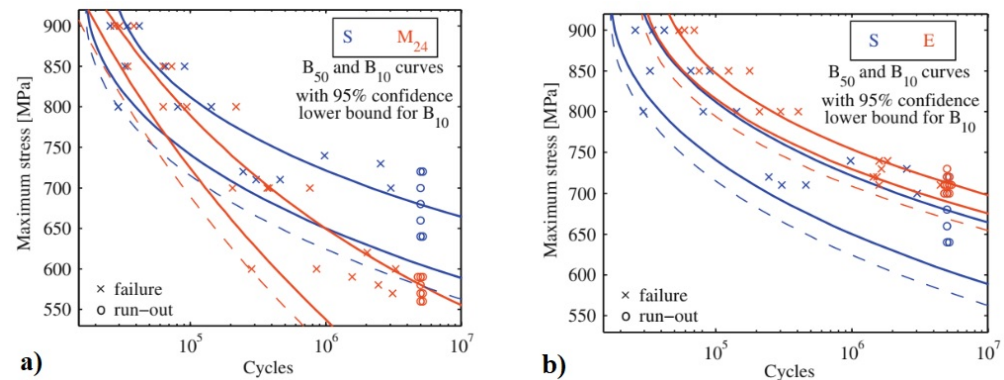 900
850
800
750
700
650
600
550
Maximum stress [MPa]
S M24
B50 and B10 curves
with 95% confidence
lower bound for B10
× failure
o run−out
10^5 10^6 10^7
Cycles
a)
900
850
800
750
700
650
600
550
Maximum stress [MPa]
S E
B50 and B10 curves
with 95% confidence
lower bound for B10
× failure
o run−out
10^5 10^6 10^7
Cycles
b)